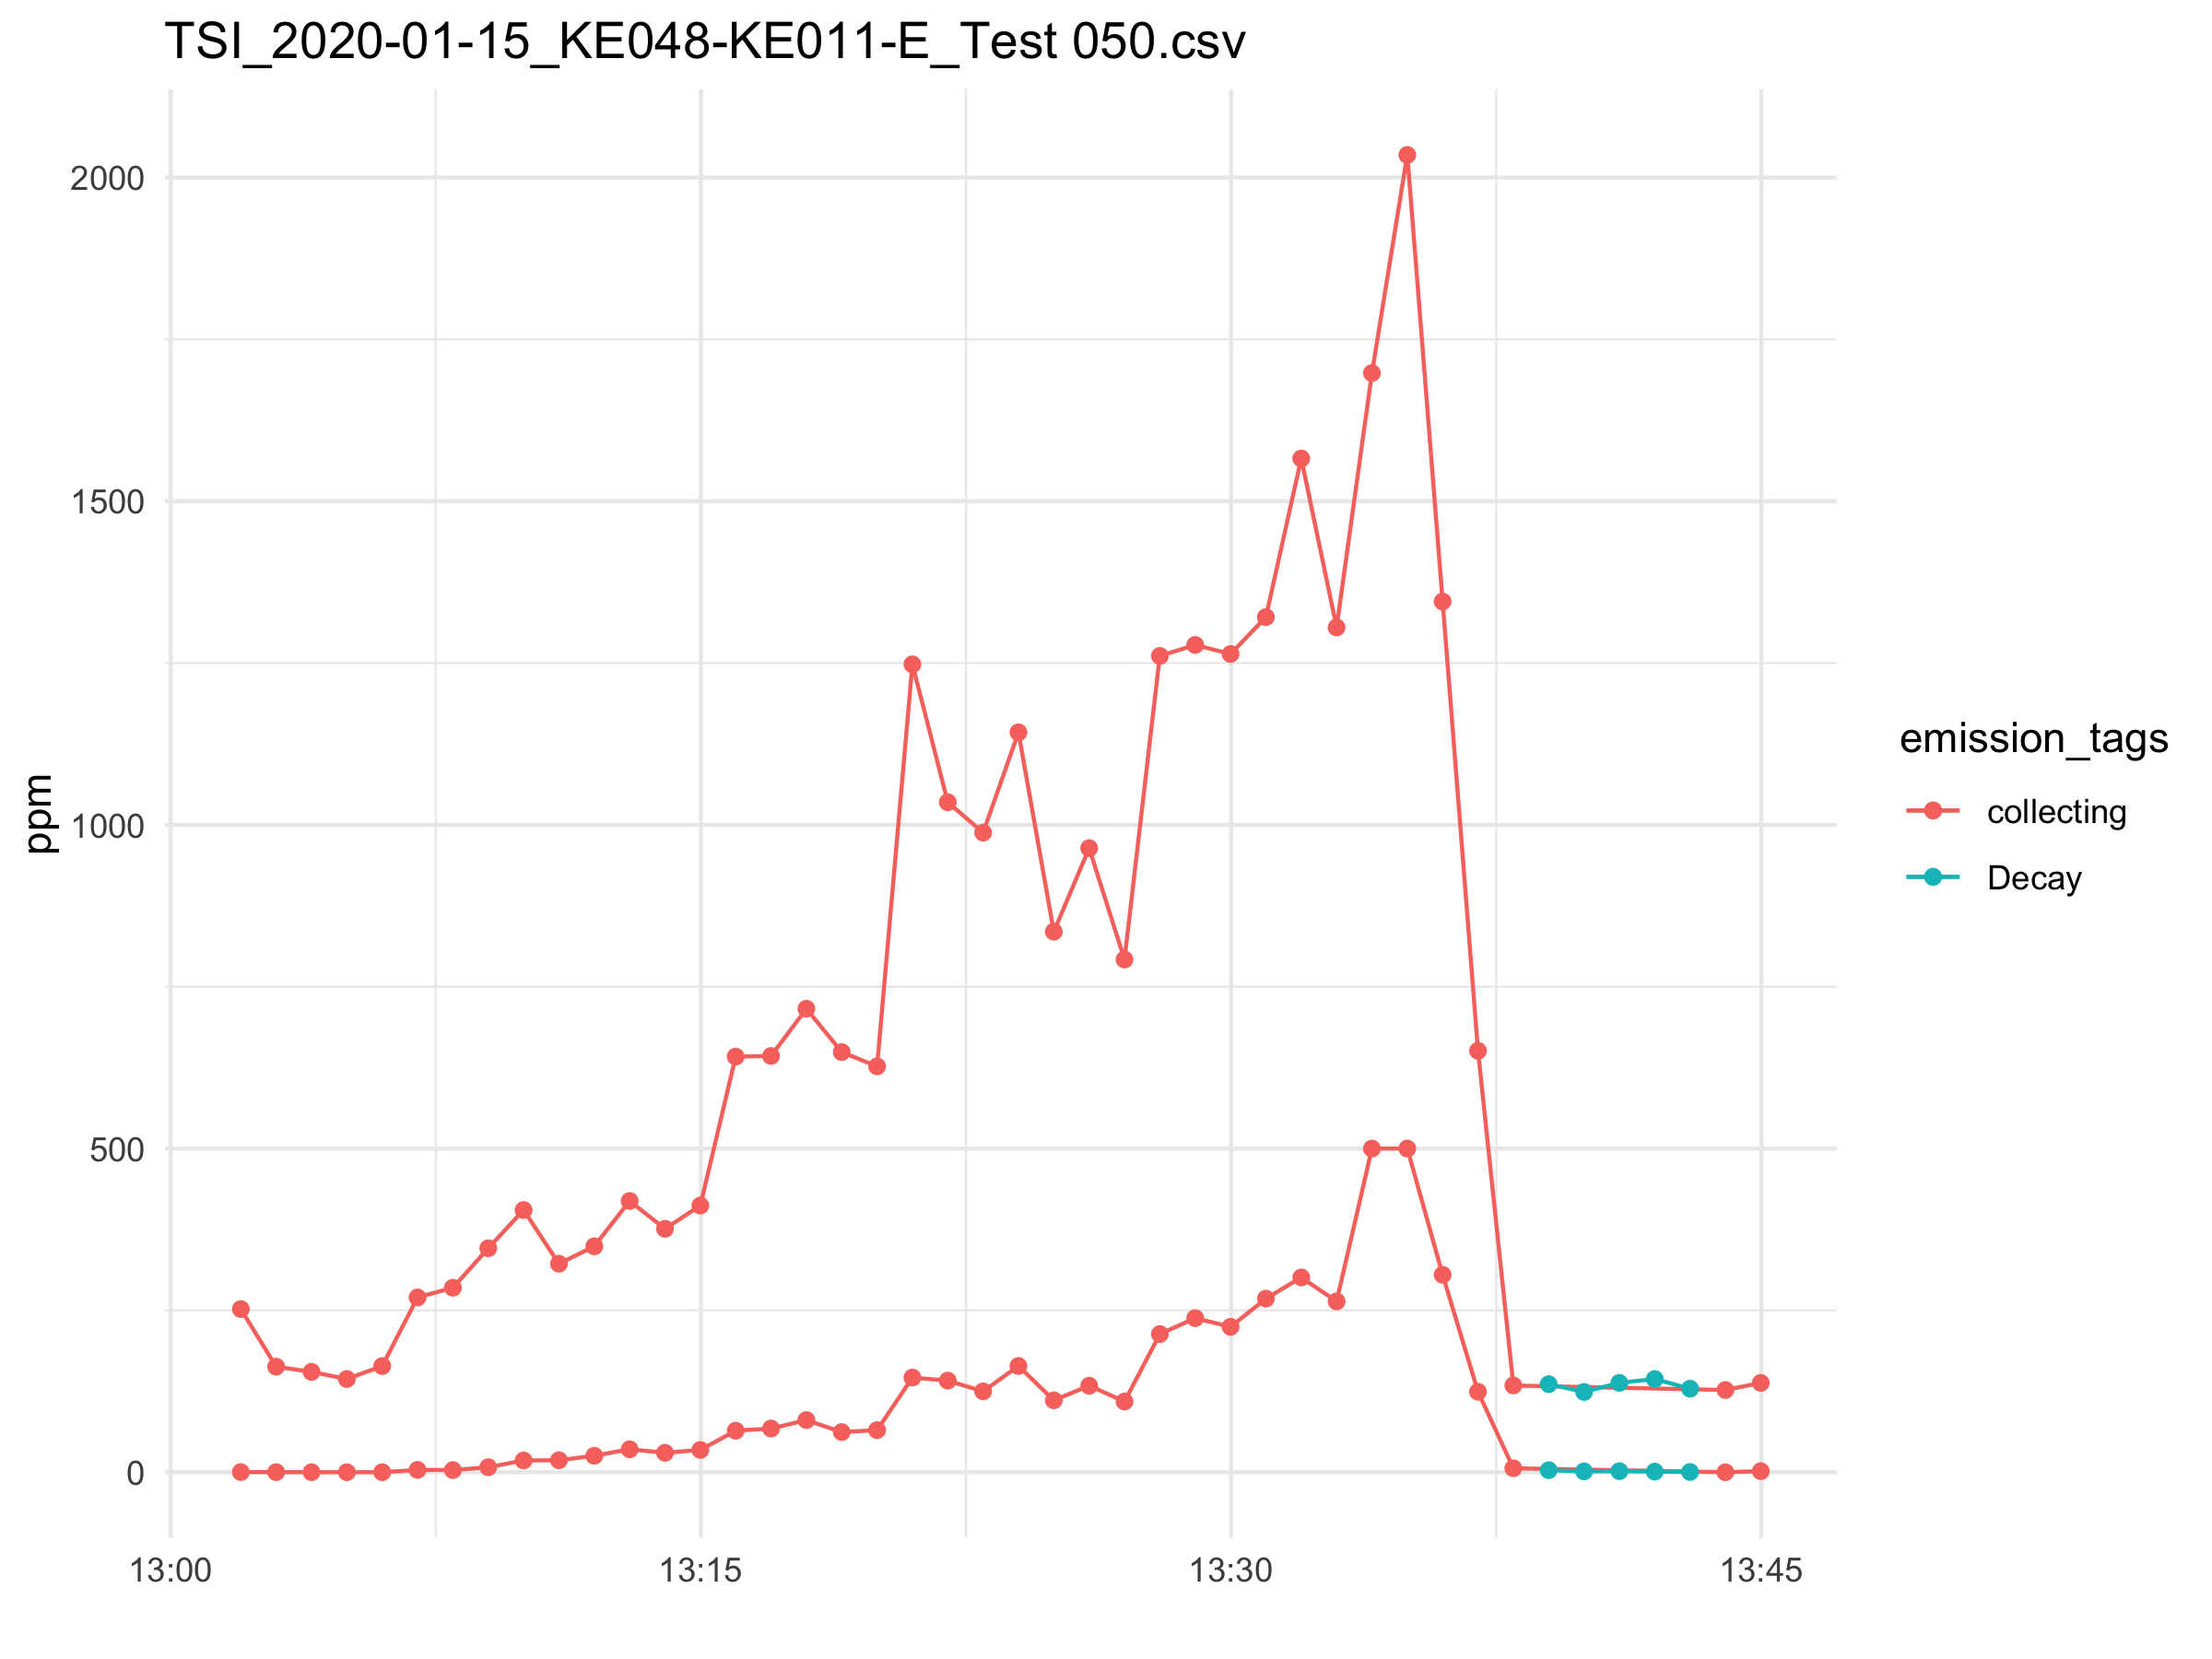 TSI_2020-01-15_KE048-KE011-E_Test 050.csv
2000
1500
1000
500
0
ppm
13:00
13:15
13:30
13:45
emission_tags
collecting
Decay